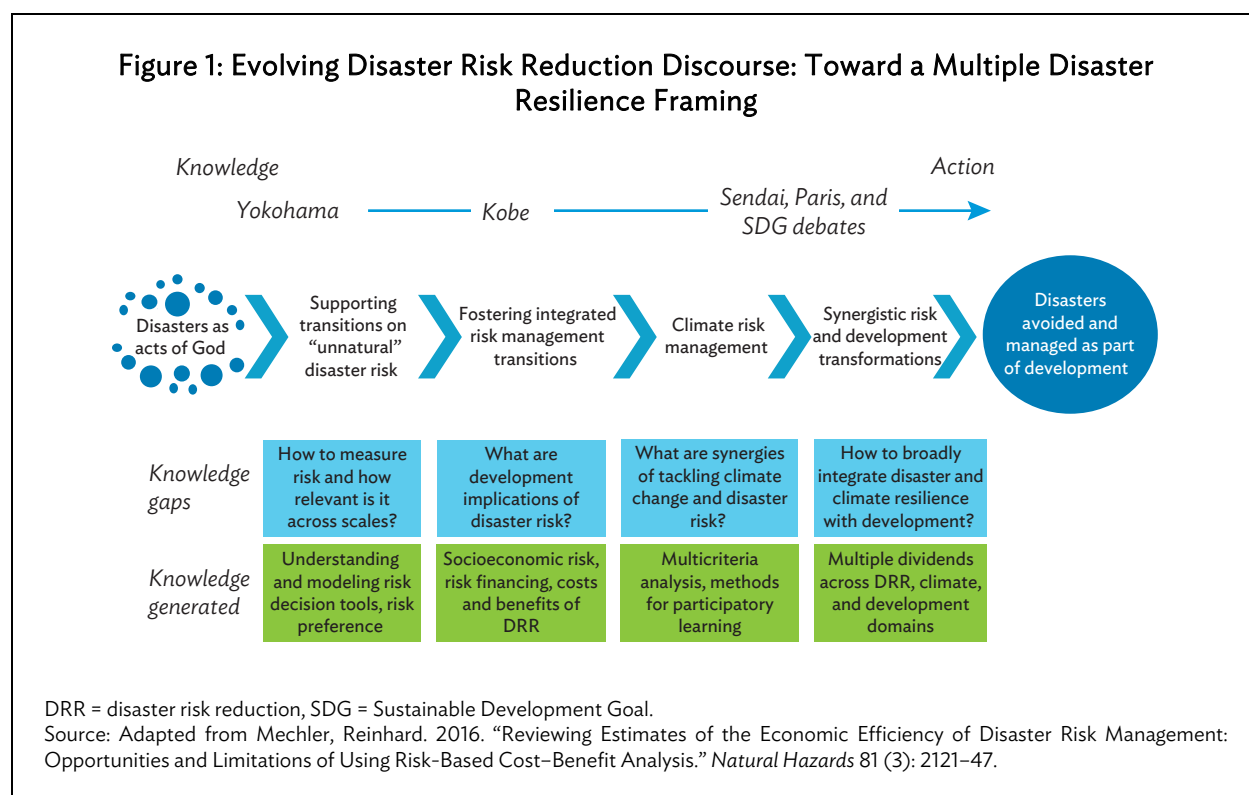 Figure 1: Evolving Disaster Risk Reduction Discourse: Toward a Multiple Disaster
Resilience Framing
Knowledge
Action
Yokohama
Kobe
Sendai, Paris, and
SDG debates
Disasters as
acts of God
Supporting
transitions on
“unnatural”
disaster risk
Fostering integrated
risk management
transitions
Climate risk
management
Synergistic risk
and development
transformations
Disasters
avoided and
managed as part
of development
Knowledge
gaps
How to measure
risk and how
relevant is it
across scales?
What are
development
implications of
disaster risk?
What are synergies
of tackling climate
change and disaster
risk?
How to broadly
integrate disaster and
climate resilience
with development?
Knowledge
generated
Understanding
and modeling risk
decision tools, risk
preference
Socioeconomic risk,
risk financing, costs
and benefits of
DRR
Multicriteria
analysis, methods
for participatory
learning
Multiple dividends
across DRR, climate,
and development
domains
DRR = disaster risk reduction, SDG = Sustainable Development Goal.
Source: Adapted from Mechler, Reinhard. 2016. “Reviewing Estimates of the Economic Efficiency of Disaster Risk Management:
Opportunities and Limitations of Using Risk-Based Cost–Benefit Analysis.” Natural Hazards 81 (3): 2121–47.